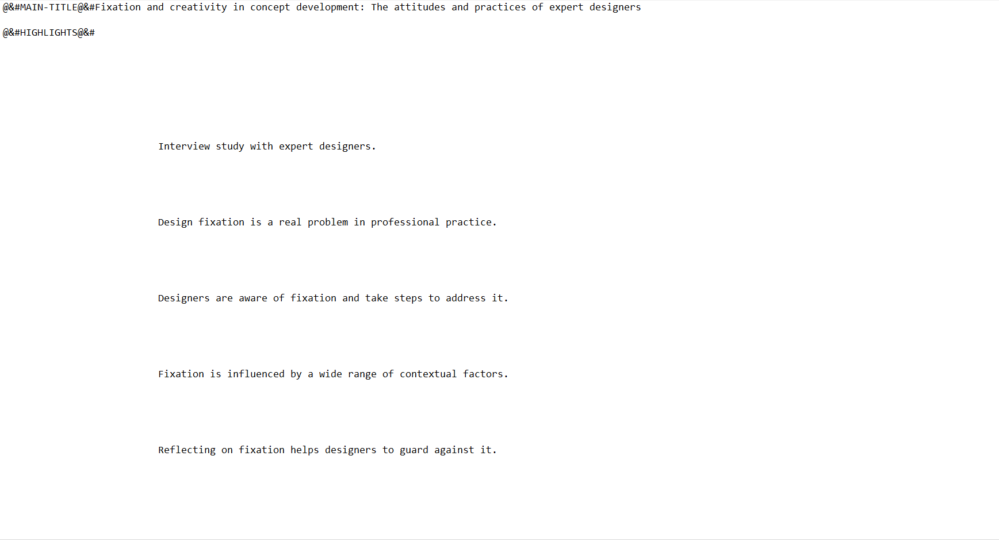 @&#MAIN-TITLE@&#Fixation and creativity in concept development: The attitudes and practices of expert designers
@&#HIGHLIGHTS@&#
Interview study with expert designers.
Design fixation is a real problem in professional practice.
Designers are aware of fixation and take steps to address it.
Fixation is influenced by a wide range of contextual factors.
Reflecting on fixation helps designers to guard against it.